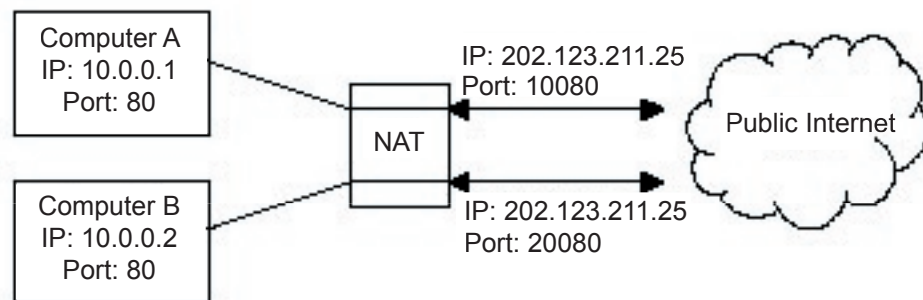 Computer A
IP: 10.0.0.1
Port: 80
IP: 202.123.211.25
Port: 10080
NAT
Public Internet
Computer B
IP: 10.0.0.2
Port: 80
IP: 202.123.211.25
Port: 20080